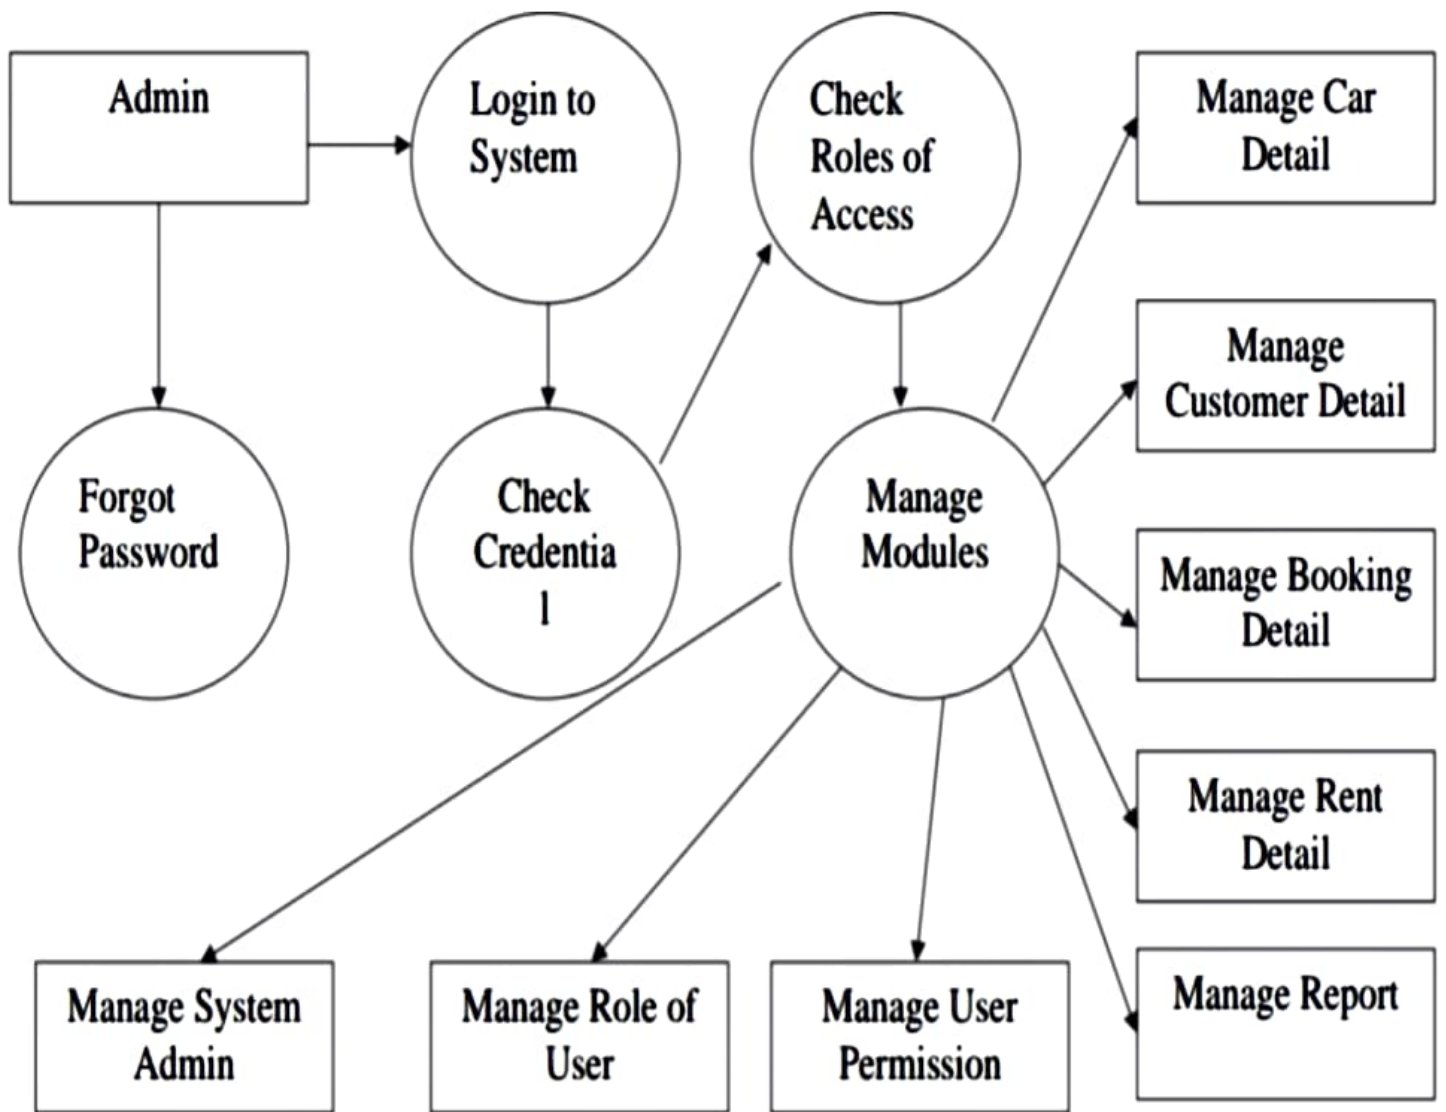 Admin
Login to
System
Check
Roles of
Access
Manage Car
Detail
Manage
Customer Detail
Forgot
Password
Check
Credentia
l
Manage
Modules
Manage Booking
Detail
Manage Rent
Detail
Manage System
Admin
Manage Role of
User
Manage User
Permission
Manage Report